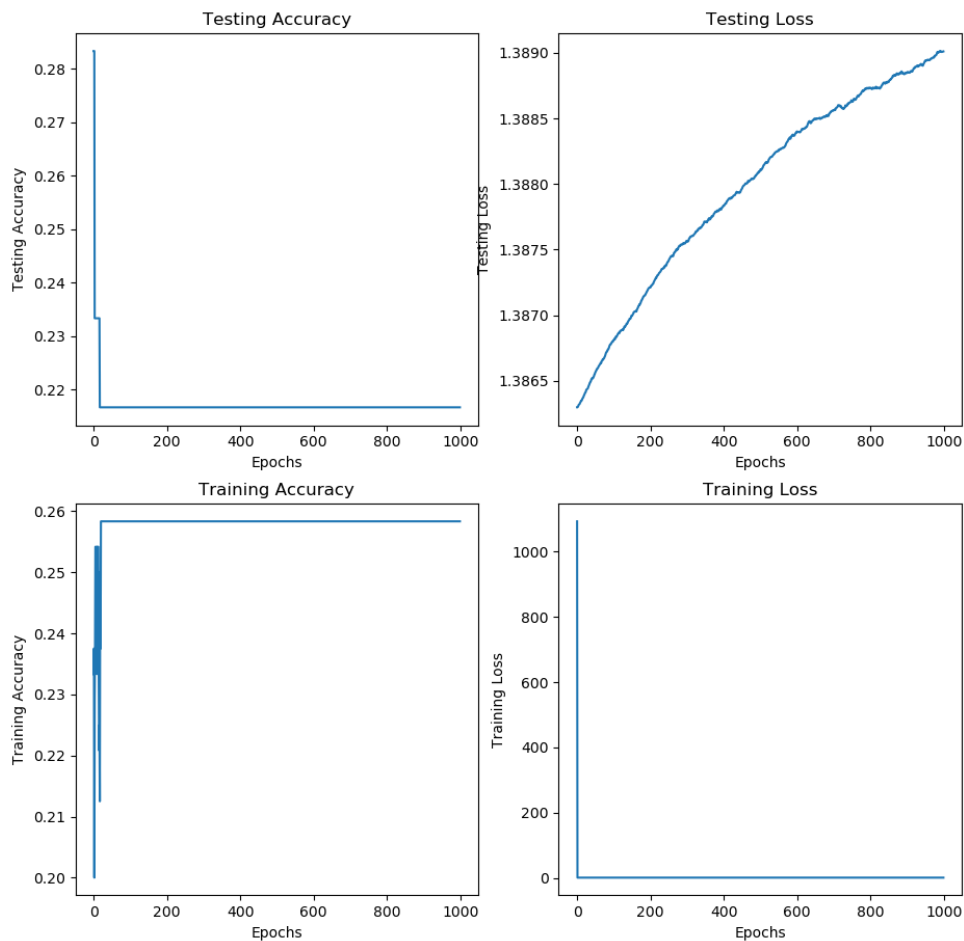 Testing Accuracy
Testing Accuracy
0.28
0.27
0.26
0.25
0.24
0.23
0.22
0 200 400 600 800 1000
Epochs
Testing Loss
Testing Loss
1.3890
1.3885
1.3880
1.3875
1.3870
1.3865
0 200 400 600 800 1000
Epochs
Training Accuracy
Training Accuracy
0.26
0.25
0.24
0.23
0.22
0.21
0.20
0 200 400 600 800 1000
Epochs
Training Loss
Training Loss
1000
800
600
400
200
0
0 200 400 600 800 1000
Epochs